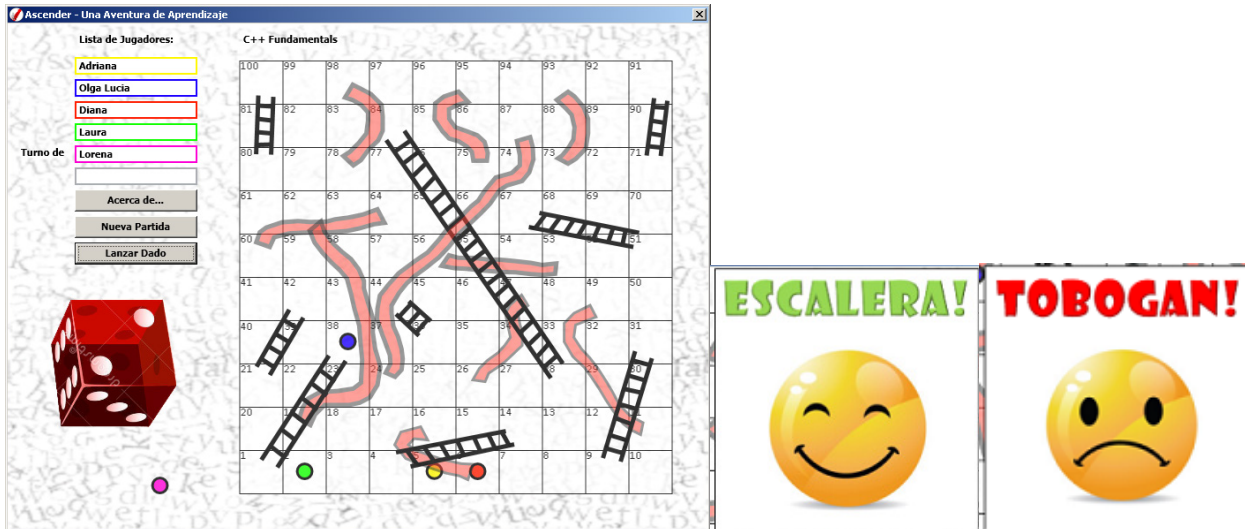 Ascender - Una Aventura de Aprendizaje
Lista de Jugadores:
C++ Fundamentals
Adriana
Olga Lucia
Diana
Laura
Turno de Lorena
Acerca de...
Nueva Partida
Lanzar Dado
100 99 98 97 96 95 94 93 92 91
81 82 83 84 85 86 87 88 89 90
80 79 78 77 76 75 74 73 72 71
61 62 63 64 65 66 67 68 69 70
60 59 58 57 56 55 54 53 52 51
41 42 43 44 45 46 47 48 49 50
40 39 38 37 35 34 33 32 31
21 22 23 24 25 26 27 28 29 30
20 18 17 16 15 14 13 12 11
1 3 4 7 8 9 10
ESCALERA!
TOBOGAN!